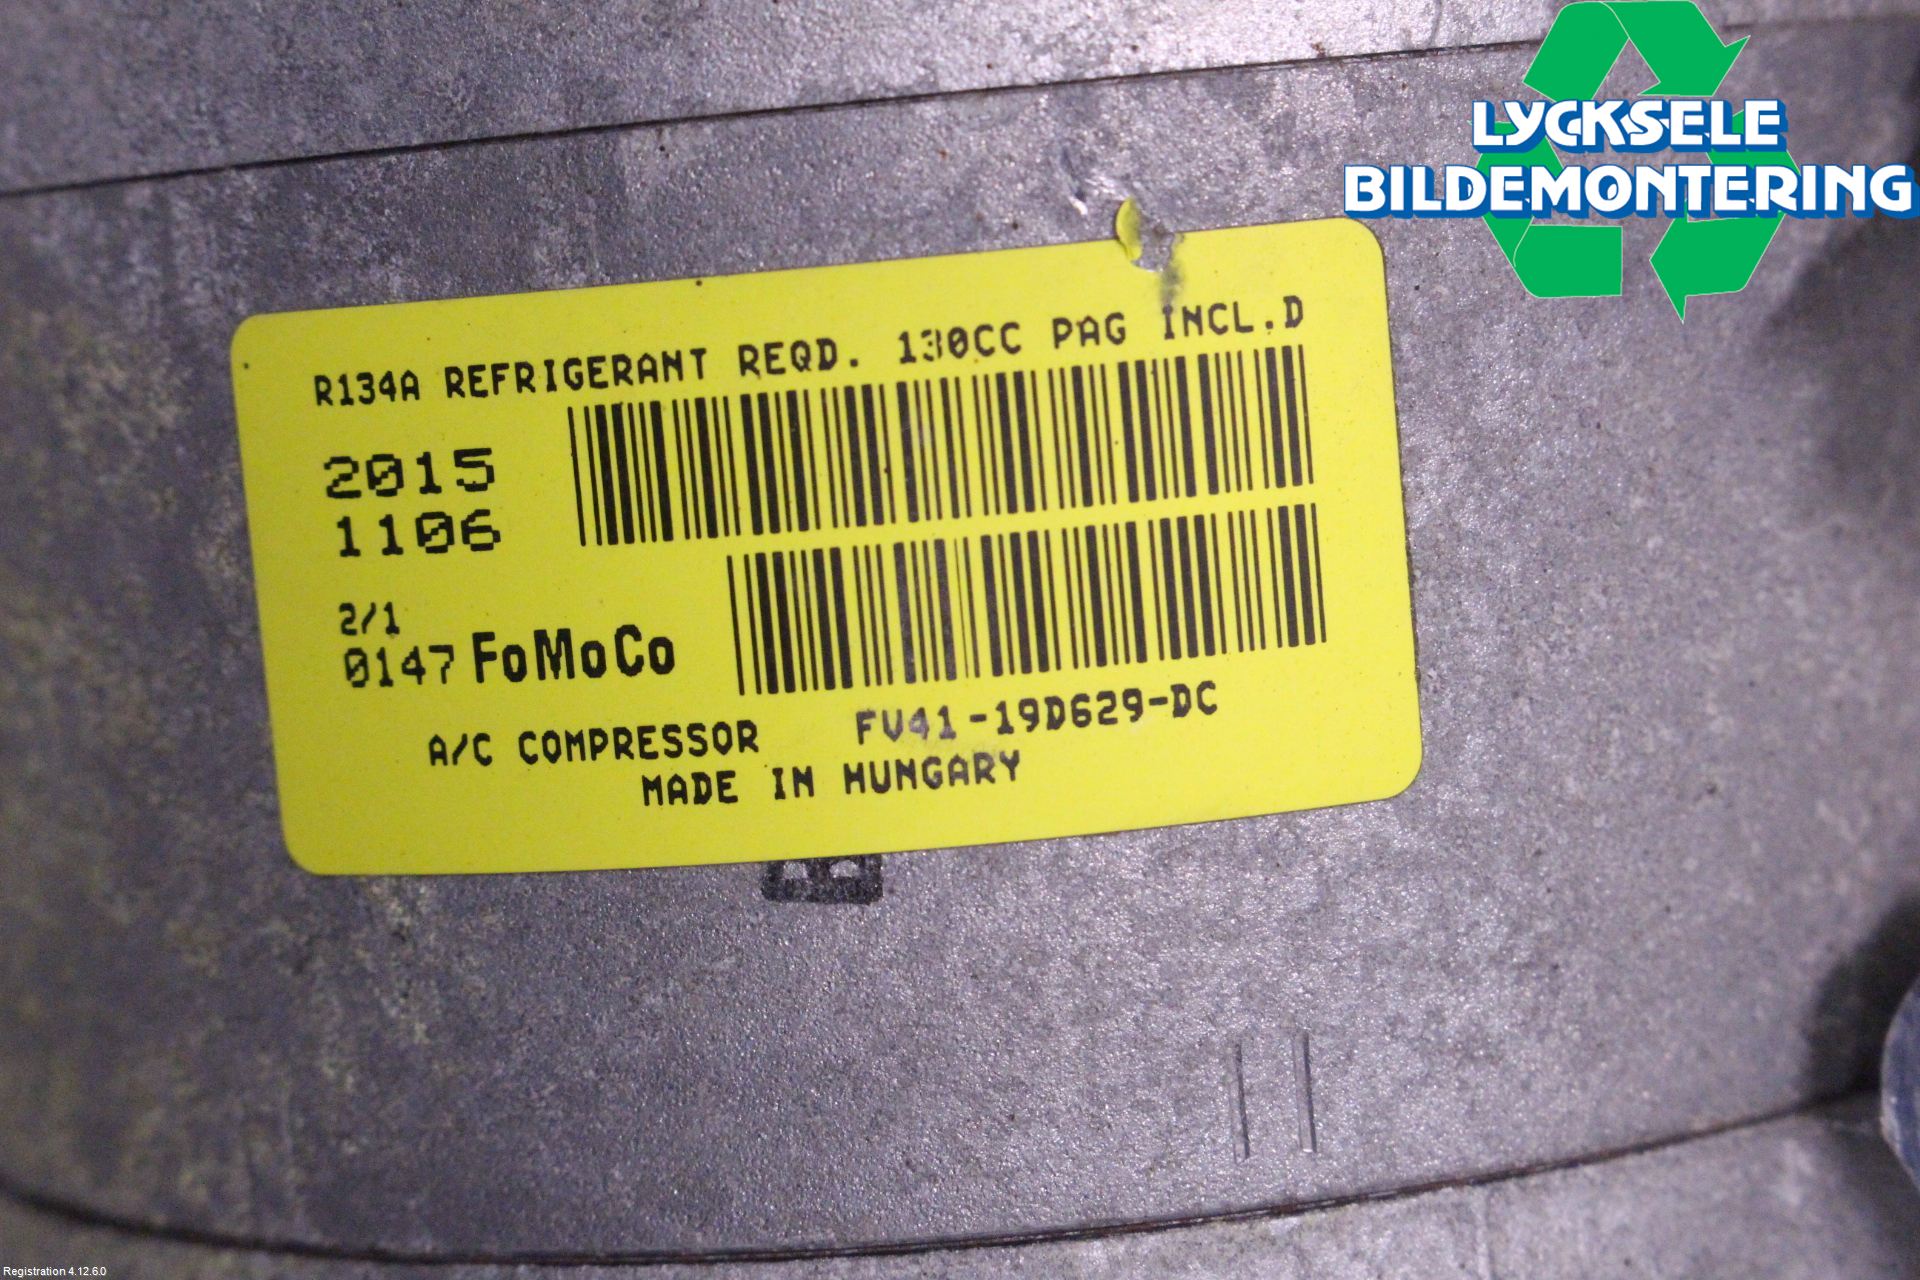 LYCKSELE
BILDEMONTERING
R134A REFRIGERANT REQD. 130CC PAG INCL.D
2015
1106
2/1
0147 FoMoCo
A/C COMPRESSOR FV41-19D629-DC
MADE IN HUNGARY
Registration 4.12.6.0